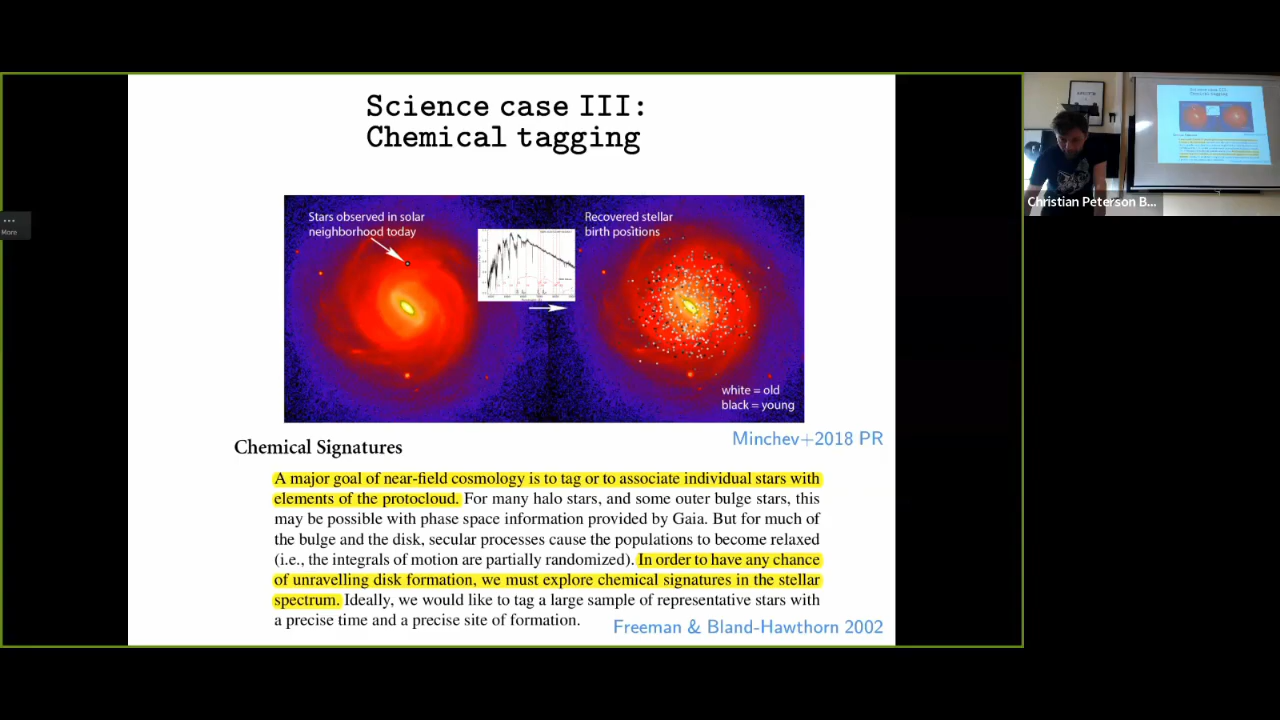 Science case III:
Chemical tagging
Stars observed in solar
neighborhood today
Recovered stellar
birth positions
white = old
black = young
Minchev+2018 PR
Chemical Signatures
A major goal of near-field cosmology is to tag or to associate individual stars with
elements of the protocloud. For many halo stars, and some outer bulge stars, this
may be possible with phase space information provided by Gaia. But for much of
the bulge and the disk, secular processes cause the populations to become relaxed
(i.e., the integrals of motion are partially randomized). In order to have any chance
of unravelling disk formation, we must explore chemical signatures in the stellar
spectrum. Ideally, we would like to tag a large sample of representative stars with
a precise time and a precise site of formation.
Freeman & Bland-Hawthorn 2002
More
Christian Peterson B...